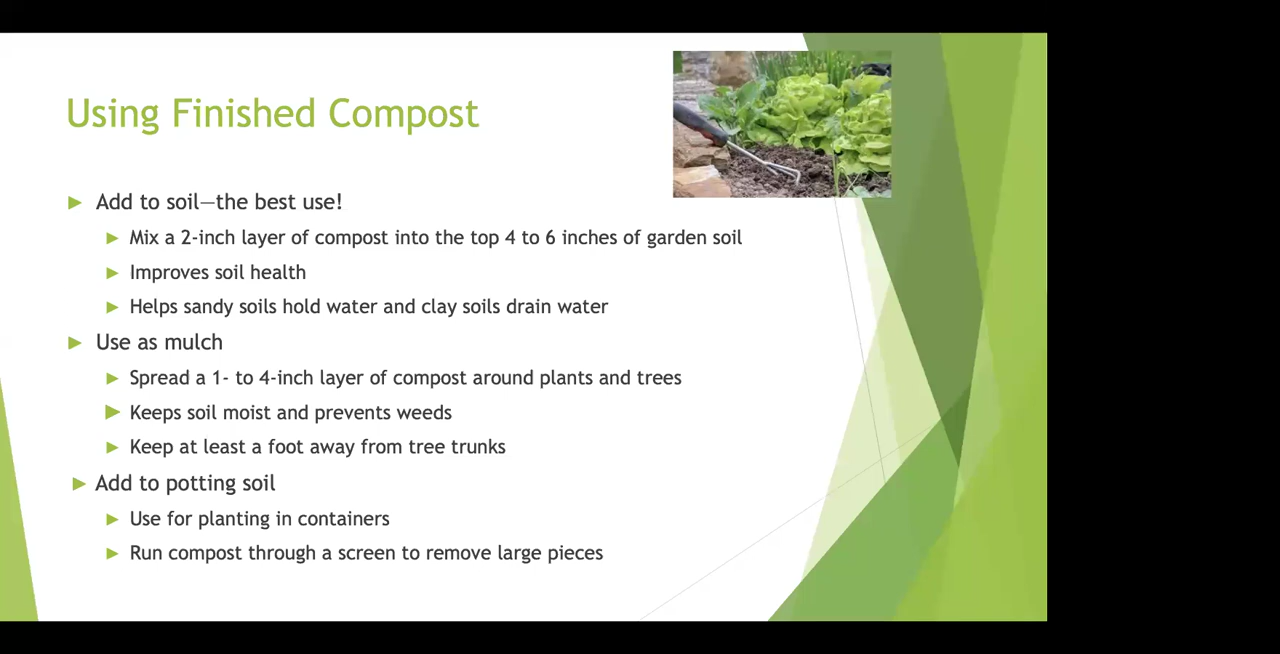 Using Finished Compost
Add to soil—the best use!
Mix a 2-inch layer of compost into the top 4 to 6 inches of garden soil
Improves soil health
Helps sandy soils hold water and clay soils drain water
Use as mulch
Spread a 1- to 4-inch layer of compost around plants and trees
Keeps soil moist and prevents weeds
Keep at least a foot away from tree trunks
Add to potting soil
Use for planting in containers
Run compost through a screen to remove large pieces